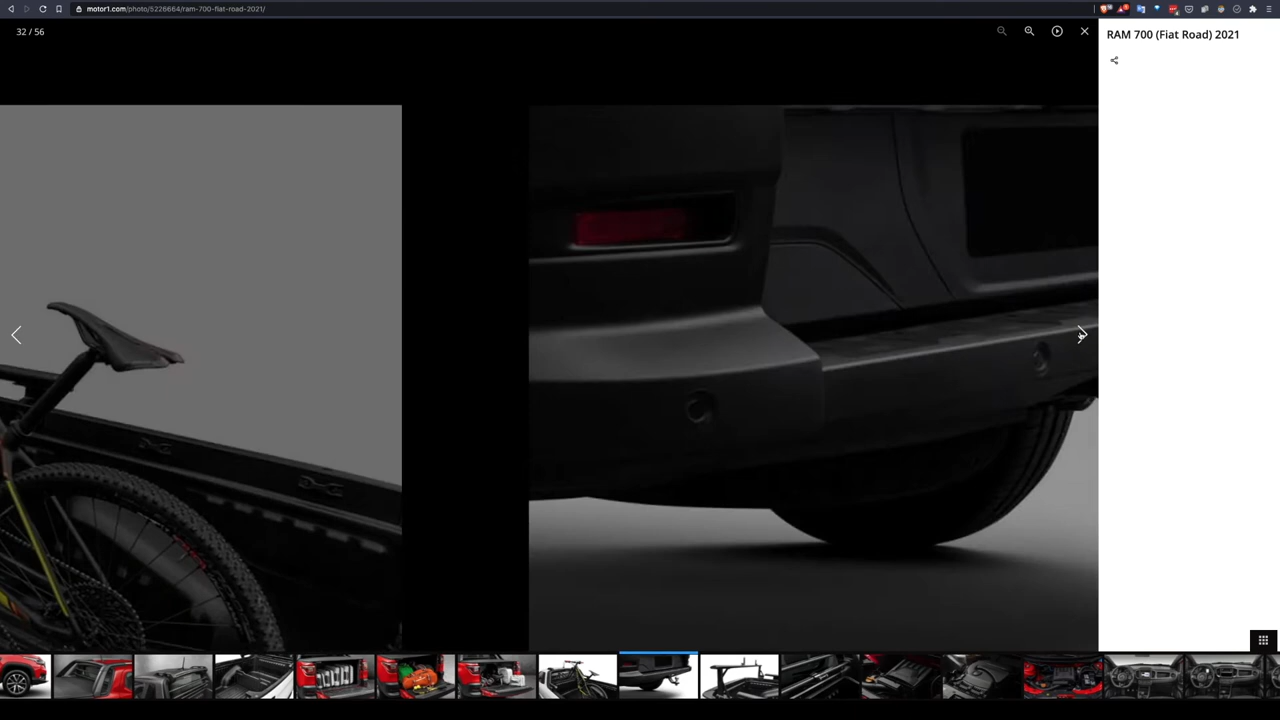 motor1.com/photo/5226664/ram-700-fiat-road-2021/
32 / 56
RAM 700 (Fiat Road) 2021